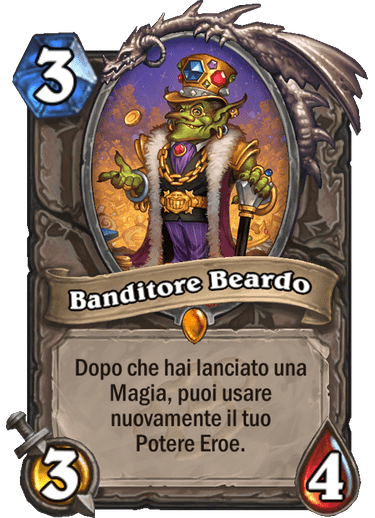 3
Banditore Beardo
Dopo che hai lanciato una
Magia, puoi usare
nuovamente il tuo
Potere Eroe.
3
4